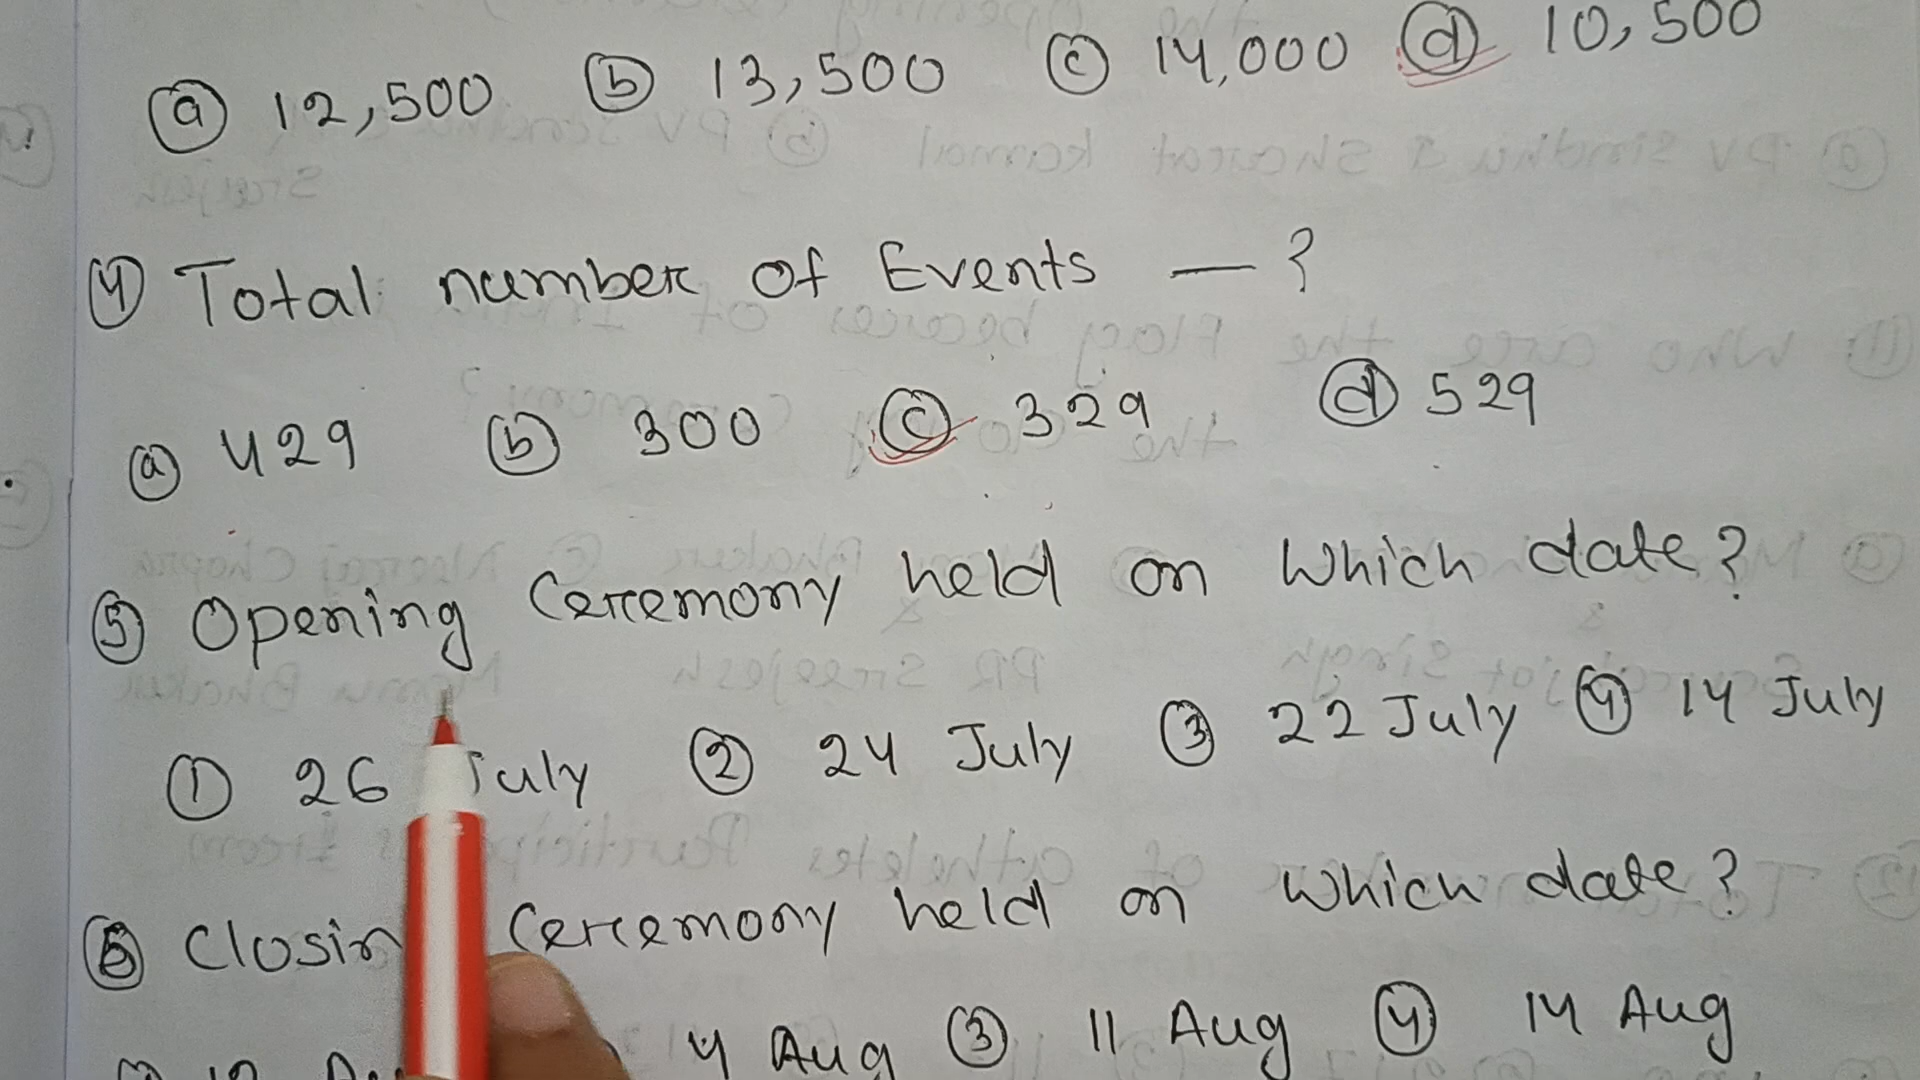 ⓐ 12,500 ⓑ 13,500 ⓒ 14,000 ⓓ 10,500
④ Total number of Events — ?
ⓐ 429 ⓑ 300 ⓒ 329 ⓓ 529
⑤ Opening Ceremony held on Which date?
① 26 July ② 24 July ③ 22 July ④ 14 July
⑥ Closin Ceremony held on which date?
4 Aug ③ 11 Aug ④ 14 Aug